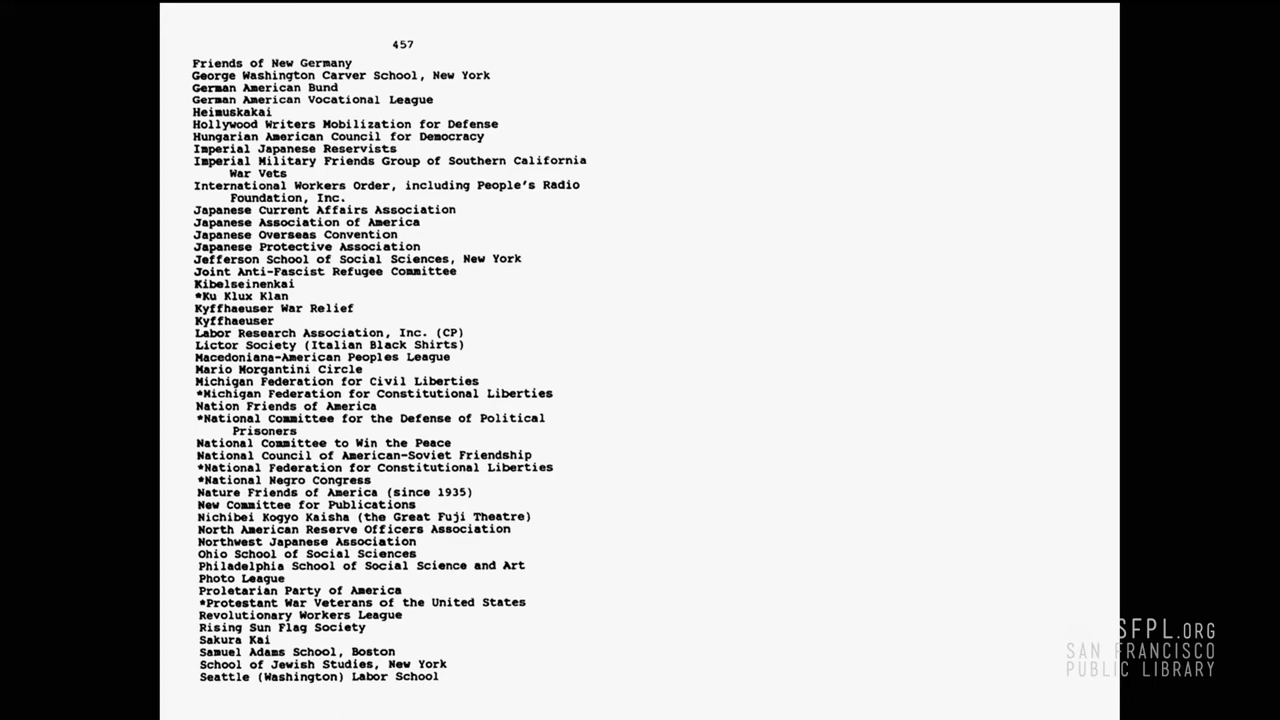 457
Friends of New Germany
George Washington Carver School, New York
German American Bund
German American Vocational League
Heimuskakai
Hollywood Writers Mobilization for Defense
Hungarian American Council for Democracy
Imperial Japanese Reservists
Imperial Military Friends Group of Southern California
War Vets
International Workers Order, including People's Radio
Foundation, Inc.
Japanese Current Affairs Association
Japanese Association of America
Japanese Overseas Convention
Japanese Protective Association
Jefferson School of Social Sciences, New York
Joint Anti-Fascist Refugee Committee
Kibelseinenkai
*Ku Klux Klan
Kyffhaeuser War Relief
Kyffhaeuser
Labor Research Association, Inc. (CP)
Lictor Society (Italian Black Shirts)
Macedoniana-American Peoples League
Mario Morgantini Circle
Michigan Federation for Civil Liberties
*Michigan Federation for Constitutional Liberties
Nation Friends of America
*National Committee for the Defense of Political
Prisoners
National Committee to Win the Peace
National Council of American-Soviet Friendship
*National Federation for Constitutional Liberties
*National Negro Congress
Nature Friends of America (since 1935)
New Committee for Publications
Nichibei Kogyo Kaisha (the Great Fuji Theatre)
North American Reserve Officers Association
Northwest Japanese Association
Ohio School of Social Sciences
Philadelphia School of Social Science and Art
Photo League
Proletarian Party of America
*Protestant War Veterans of the United States
Revolutionary Workers League
Rising Sun Flag Society
Sakura Kai
Samuel Adams School, Boston
School of Jewish Studies, New York
Seattle (Washington) Labor School
SFPL.ORG
SAN FRANCISCO
PUBLIC LIBRARY